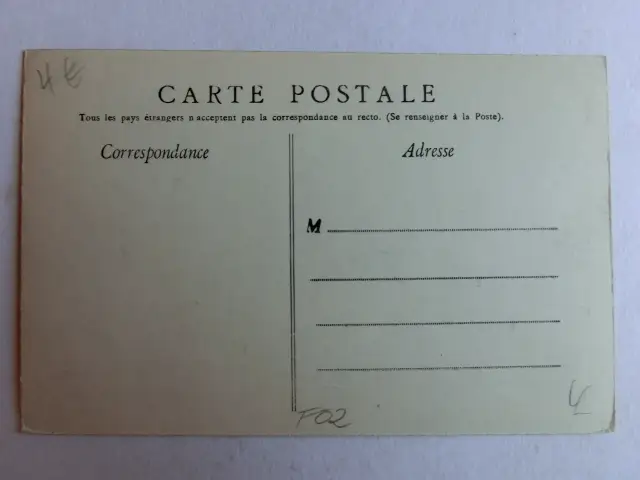 4 €
CARTE POSTALE
Tous les pays étrangers n acceptent pas la correspondance au recto. (Se renseigner à la Poste).
Correspondance
Adresse
M
F02